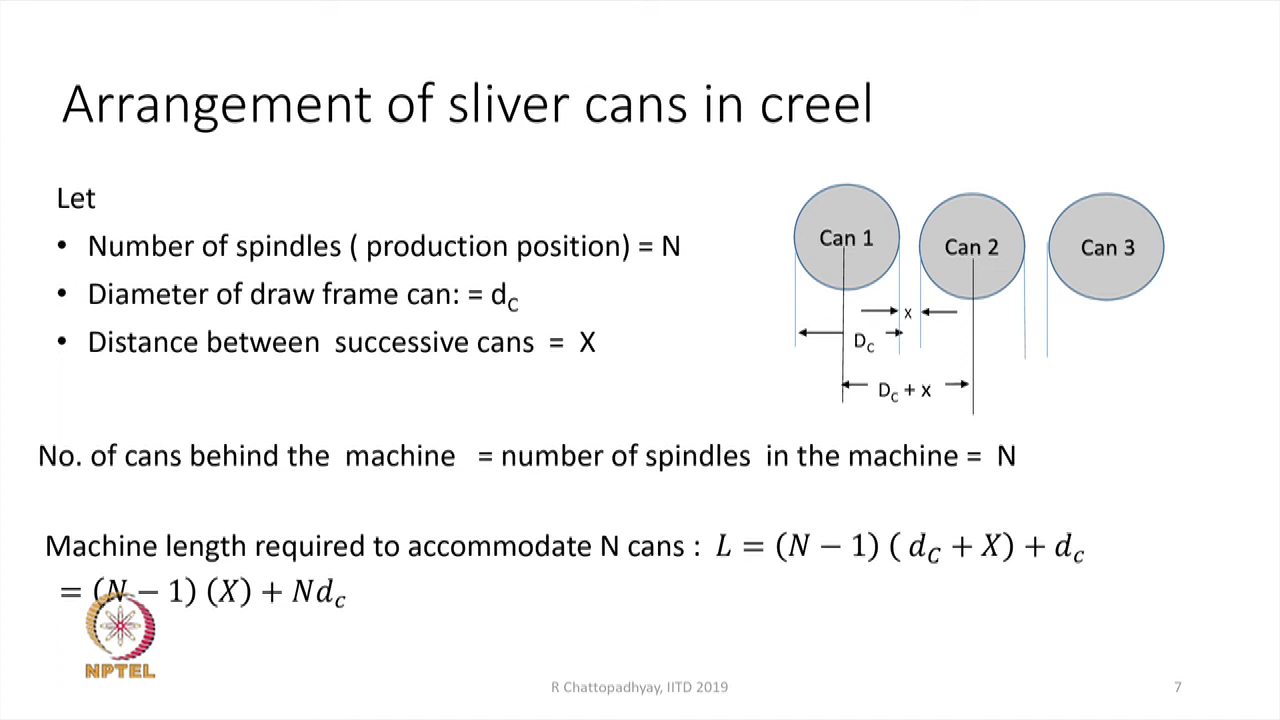 Arrangement of sliver cans in creel
Let
• Number of spindles ( production position) = N
• Diameter of draw frame can: = dC
• Distance between successive cans = X
Can 1
Can 2
Can 3
x
DC
DC + x
No. of cans behind the machine = number of spindles in the machine = N
Machine length required to accommodate N cans : L = (N − 1) ( dC + X) + dc
= (N − 1) (X) + Ndc
NPTEL
R Chattopadhyay, IITD 2019
7